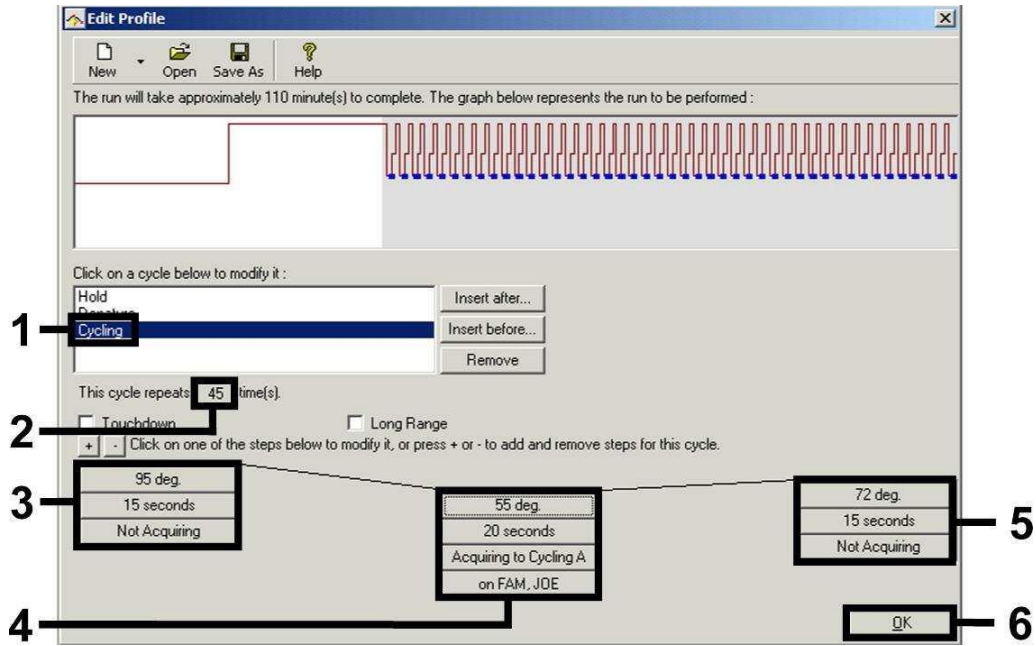 Edit Profile
New Open Save As Help
The run will take approximately 110 minute(s) to complete. The graph below represents the run to be performed :
Click on a cycle below to modify it :
Hold
Insert after...
1
Cycling
Insert before...
Remove
This cycle repeats 45 time(s).
2
Touchdown
Long Range
+ - Click on one of the steps below to modify it, or press + or - to add and remove steps for this cycle.
3
95 deg.
15 seconds
Not Acquiring
55 deg.
20 seconds
Acquiring to Cycling A
on FAM, JOE
4
72 deg.
15 seconds
Not Acquiring
5
OK
6